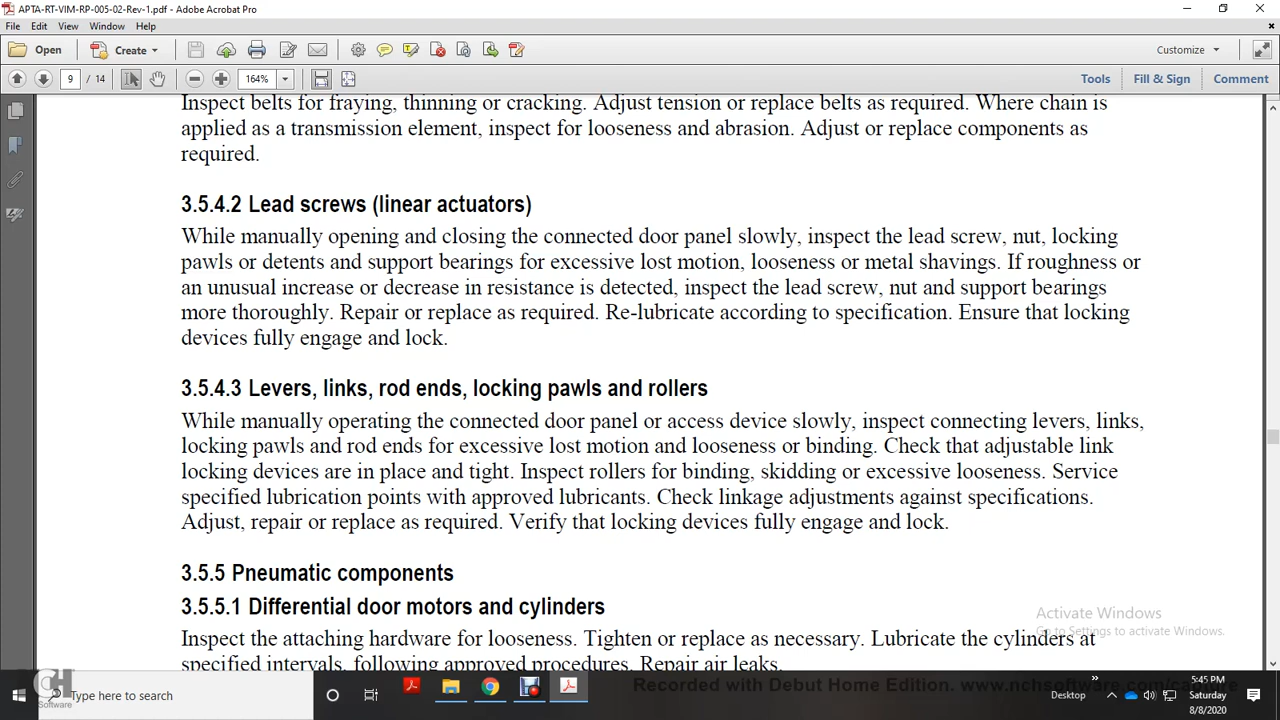 APTA-RT-VIM-RP-005-02-Rev-1.pdf - Adobe Acrobat Pro
File Edit View Window Help
Open Create Customize
9 / 14 164% Tools Fill & Sign Comment
Inspect belts for fraying, thinning or cracking. Adjust tension or replace belts as required. Where chain is
applied as a transmission element, inspect for looseness and abrasion. Adjust or replace components as
required.
3.5.4.2 Lead screws (linear actuators)
While manually opening and closing the connected door panel slowly, inspect the lead screw, nut, locking
pawls or detents and support bearings for excessive lost motion, looseness or metal shavings. If roughness or
an unusual increase or decrease in resistance is detected, inspect the lead screw, nut and support bearings
more thoroughly. Repair or replace as required. Re-lubricate according to specification. Ensure that locking
devices fully engage and lock.
3.5.4.3 Levers, links, rod ends, locking pawls and rollers
While manually operating the connected door panel or access device slowly, inspect connecting levers, links,
locking pawls and rod ends for excessive lost motion and looseness or binding. Check that adjustable link
locking devices are in place and tight. Inspect rollers for binding, skidding or excessive looseness. Service
specified lubrication points with approved lubricants. Check linkage adjustments against specifications.
Adjust, repair or replace as required. Verify that locking devices fully engage and lock.
3.5.5 Pneumatic components
3.5.5.1 Differential door motors and cylinders
Inspect the attaching hardware for looseness. Tighten or replace as necessary. Lubricate the cylinders at
specified intervals, following approved procedures. Repair air leaks.
Activate Windows
Go to Settings to activate Windows.
Recorded with Debut Home Edition. www.nchsoftware.com/capture
NCH
Software
Type here to search
Desktop
5:45 PM
Saturday
8/8/2020